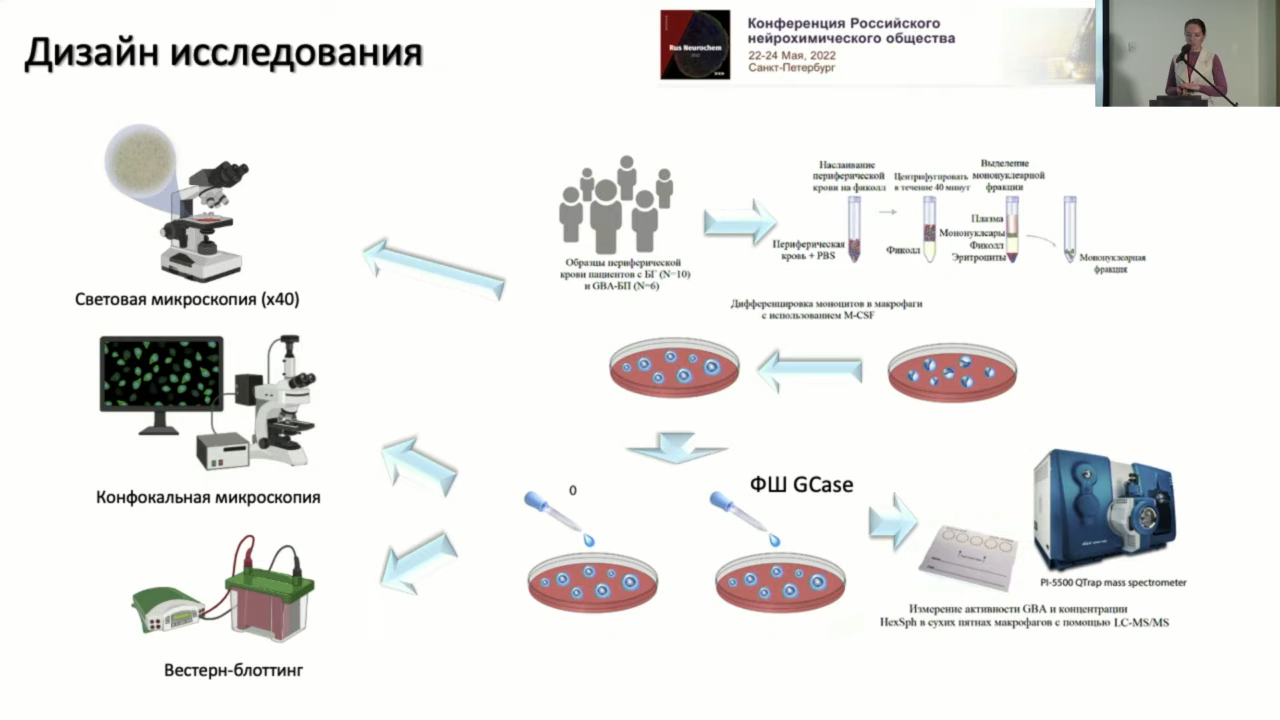 Дизайн исследования
Rus Neurochem
Конференция Российского
нейрохимического общества
22-24 Мая, 2022
Санкт-Петербург
Световая микроскопия (x40)
Образцы периферической
крови пациентов с БГ (N=10)
и GBA-БП (N=6)
Наслаивание
периферической
крови на фиколл
Центрифугировать
в течение 40 минут
Выделение
мононуклеарной
фракции
Периферическая
кровь + PBS
Фиколл
Плазма
Мононуклеары
Фиколл
Эритроциты
Мононуклеарная
фракция
Дифференцировка моноцитов в макрофаги
с использованием M-CSF
Конфокальная микроскопия
0
ФШ GCase
PI-5500 QTrap mass spectrometer
Измерение активности GBA и концентрации
HexSph в сухих пятнах макрофагов с помощью LC-MS/MS
Вестерн-блоттинг